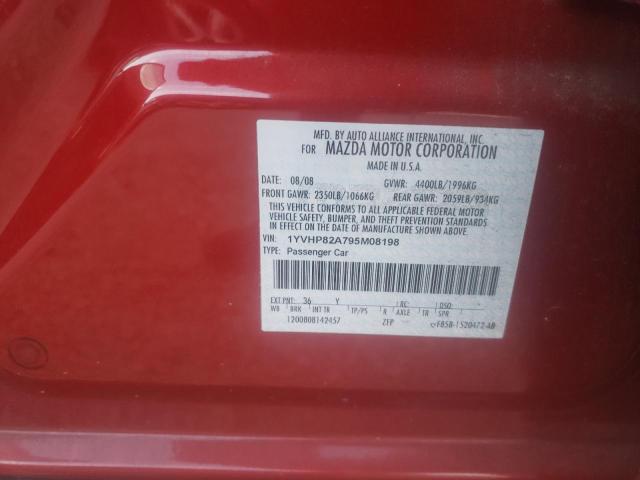 MFD. BY AUTO ALLIANCE INTERNATIONAL, INC.
FOR MAZDA MOTOR CORPORATION
MADE IN U.S.A.
DATE: 08/08 GVWR: 4400LB/1996KG
FRONT GAWR: 2350LB/1066KG REAR GAWR: 2059LB/934KG
THIS VEHICLE CONFORMS TO ALL APPLICABLE FEDERAL MOTOR
VEHICLE SAFETY, BUMPER, AND THEFT PREVENTION STANDARDS
IN EFFECT ON THE DATE OF MANUFACTURE SHOWN ABOVE.
VIN: 1YVHP82A795M08198
TYPE: Passenger Car
EXT PNT: 36 Y RC: DSO:
WB BRK INT TR TP/PS R AXLE TR SPR
1200808142457 ZFP F85B-1520472-AB